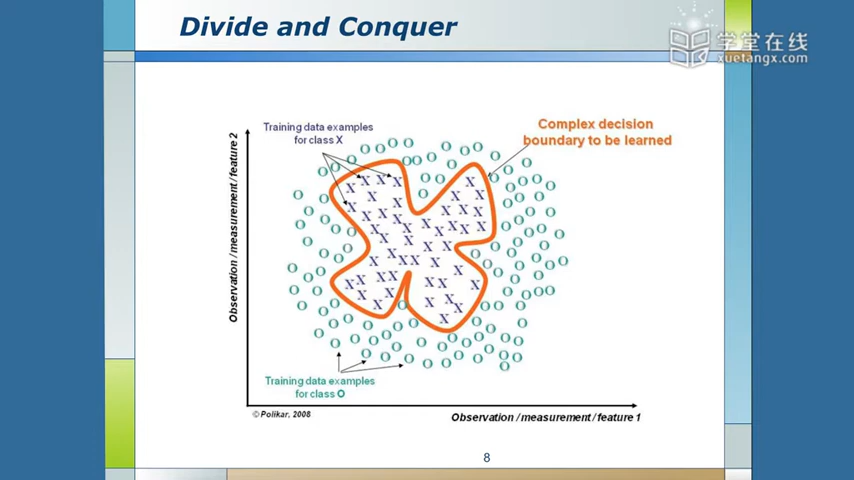 Divide and Conquer
学堂在线
xuetangx.com
Training data examples
for class X
Complex decision
boundary to be learned
Observation / measurement / feature 2
Training data examples
for class O
© Polikar, 2008
Observation / measurement / feature 1
8